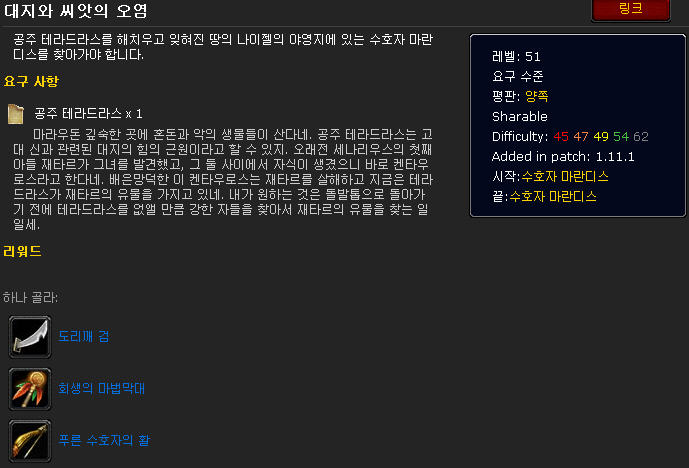 대지와 씨앗의 오염
링크
공주 테라드라스를 해치우고 잊혀진 땅의 나이젤의 야영지에 있는 수호자 마란
디스를 찾아가야 합니다.
요구 사항
공주 테라드라스 x 1
마라우돈 깊숙한 곳에 혼돈과 악의 생물들이 산다네. 공주 테라드라스는 고
대 신과 관련된 대지의 힘의 근원이라고 할 수 있지. 오래전 세나리우스의 첫째
아들 재타르가 그녀를 발견했고, 그 둘 사이에서 자식이 생겼으니 바로 켄타우
로스라고 한다네. 배은망덕한 이 켄타우로스는 재타르를 살해하고 지금은 테라
드라스가 재타르의 유물을 가지고 있네. 내가 원하는 것은 돌발톱으로 돌아가
기 전에 테라드라스를 없앨 만큼 강한 자들을 찾아서 재타르의 유물을 찾는 일
일세.
리워드
하나 골라:
도리깨 검
회생의 마법막대
푸른 수호자의 활
레벨: 51
요구 수준
평판: 양쪽
Sharable
Difficulty: 45 47 49 54 62
Added in patch: 1.11.1
시작:수호자 마란디스
끝:수호자 마란디스